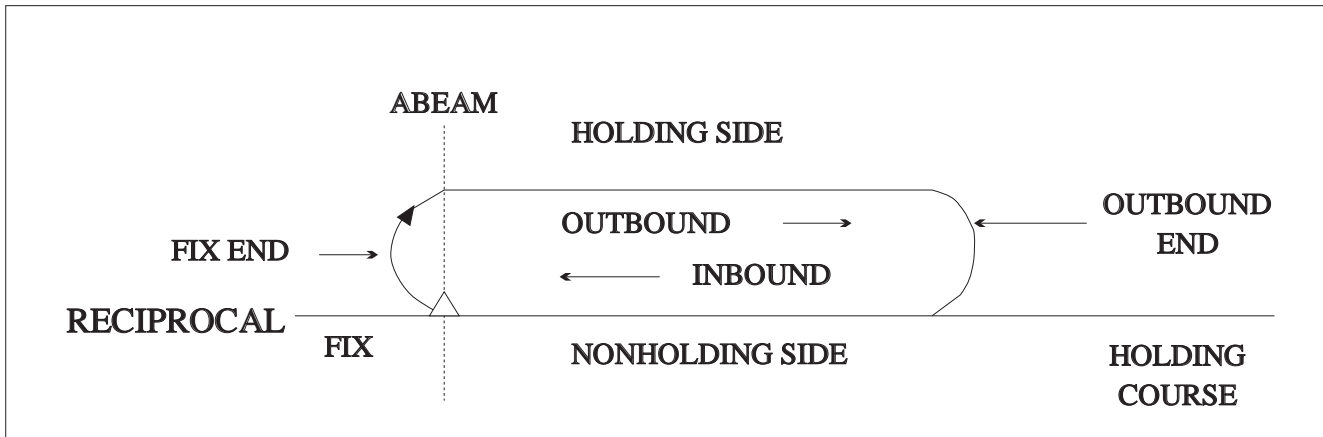 ABEAM
HOLDING SIDE
OUTBOUND
OUTBOUND
END
FIX END
INBOUND
RECIPROCAL
FIX
NONHOLDING SIDE
HOLDING
COURSE